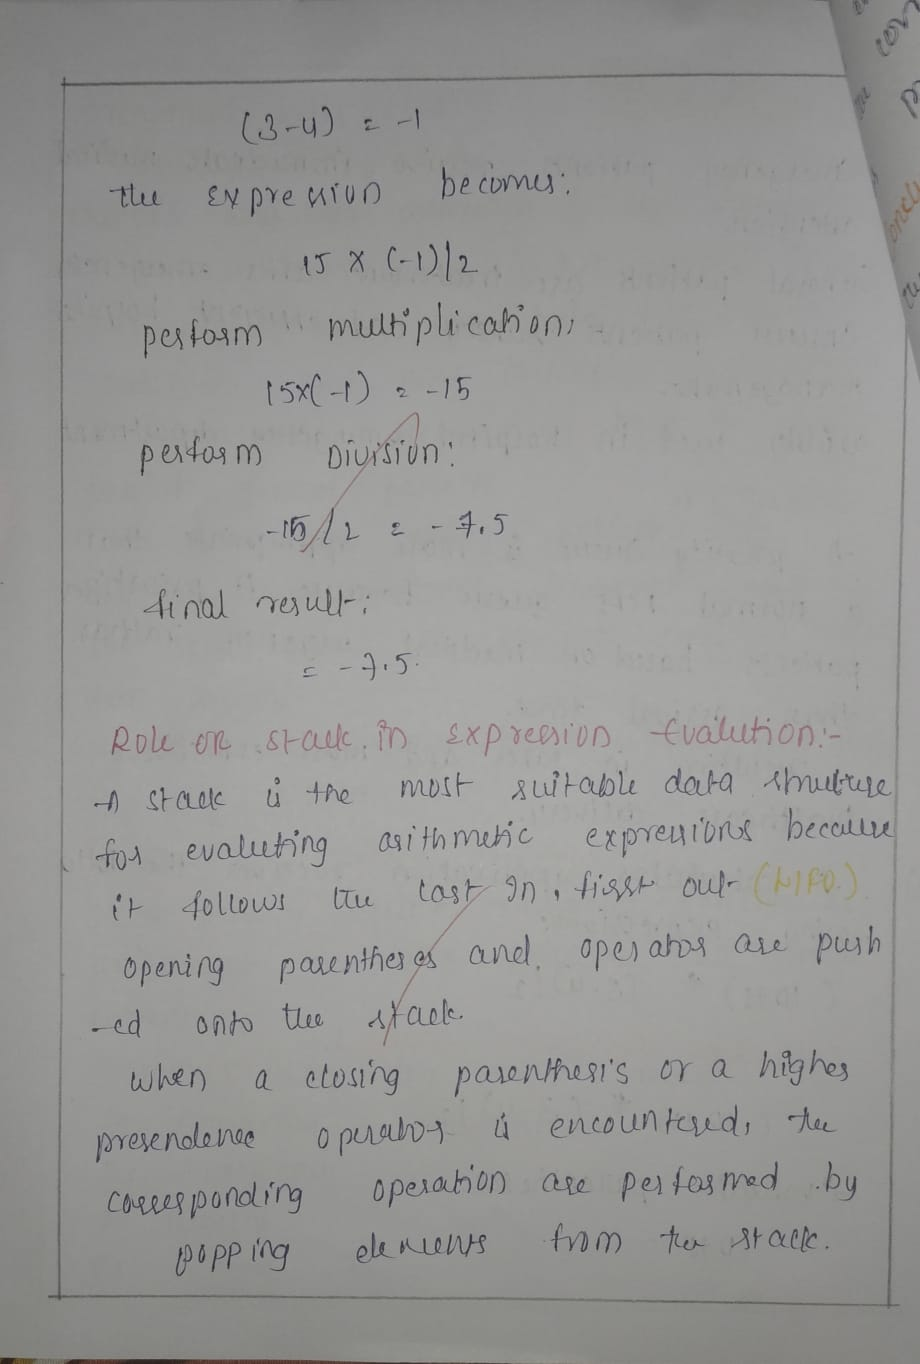 (3-4) = -1
the expression becomes:
15 x (-1)/2
perform multiplication:
15x(-1) = -15
perform Division:
-15/2 = -7.5
final result:
= -7.5.
Role of stack in Expression Evalution:-
A stack is the most suitable data structure
for evaluting arithmetic expressions because
it follows the Last In, first out (LIFO.)
opening parentheses and operators are push
-ed onto the stack.
When a closing parenthesis or a higher
presendence operator is encountered, the
corresponding operation are performed by
popping elements from the stack.
con
oncl